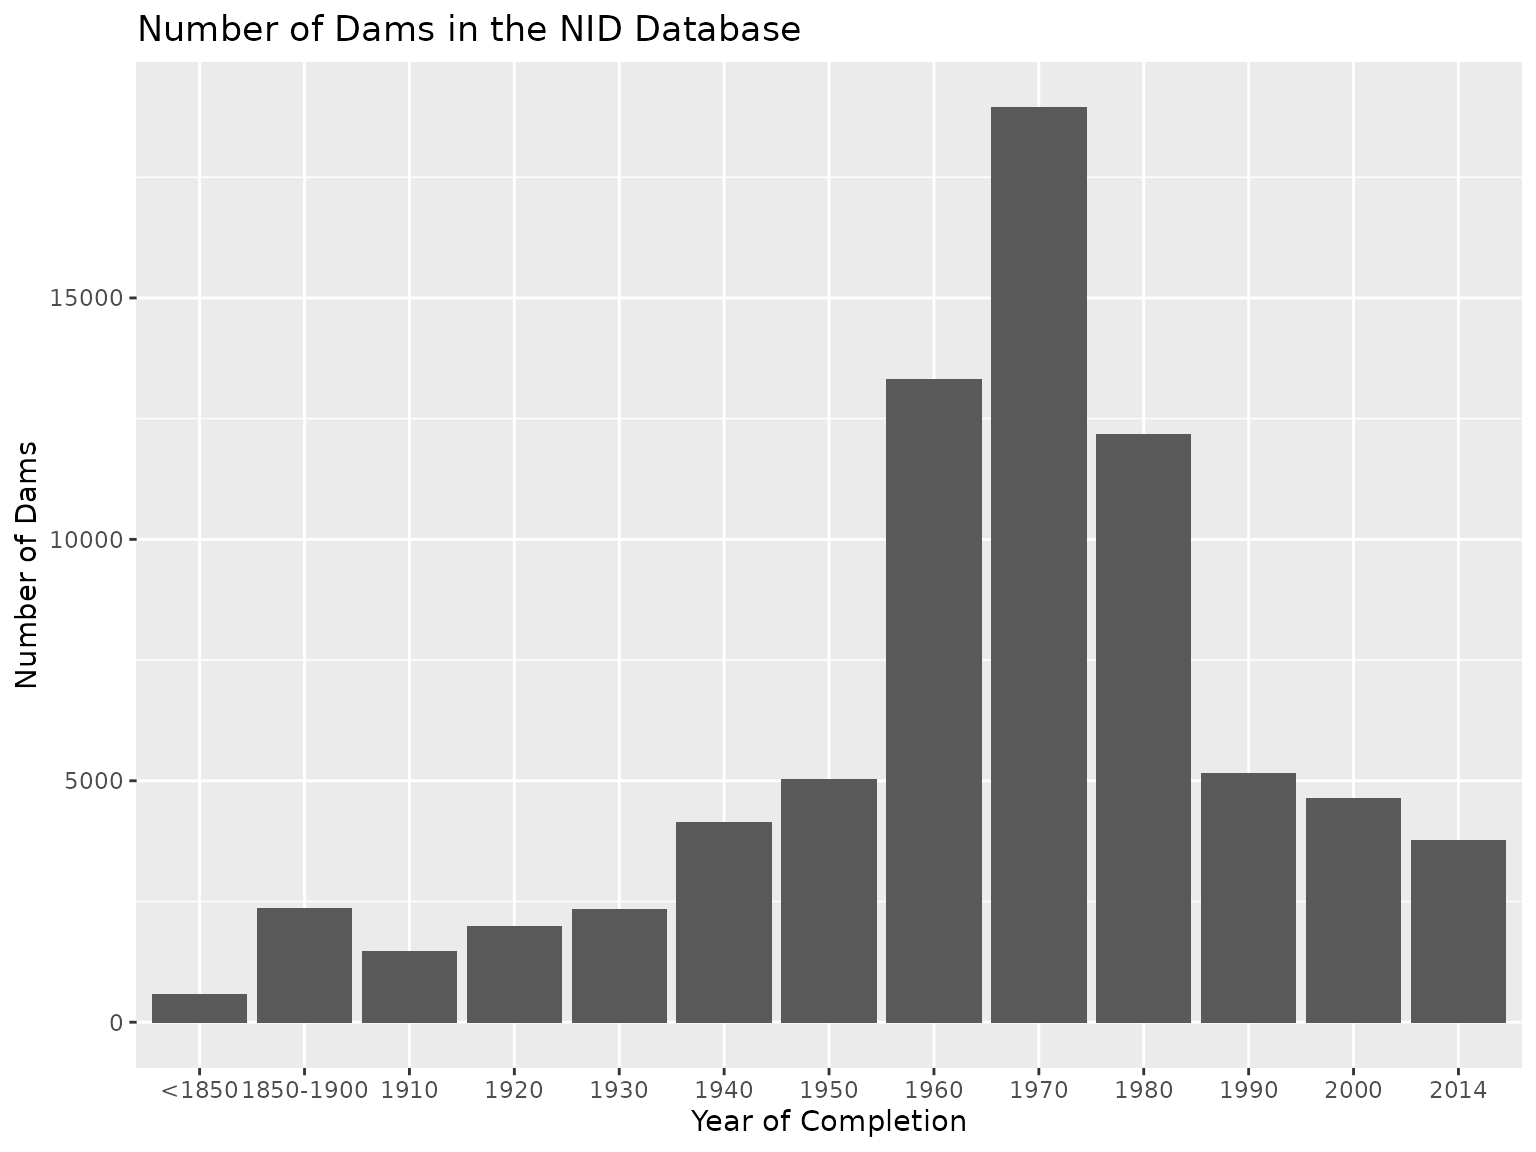 Number of Dams in the NID Database
Number of Dams
15000
10000
5000
0
<1850 1850-1900 1910 1920 1930 1940 1950 1960 1970 1980 1990 2000 2014
Year of Completion